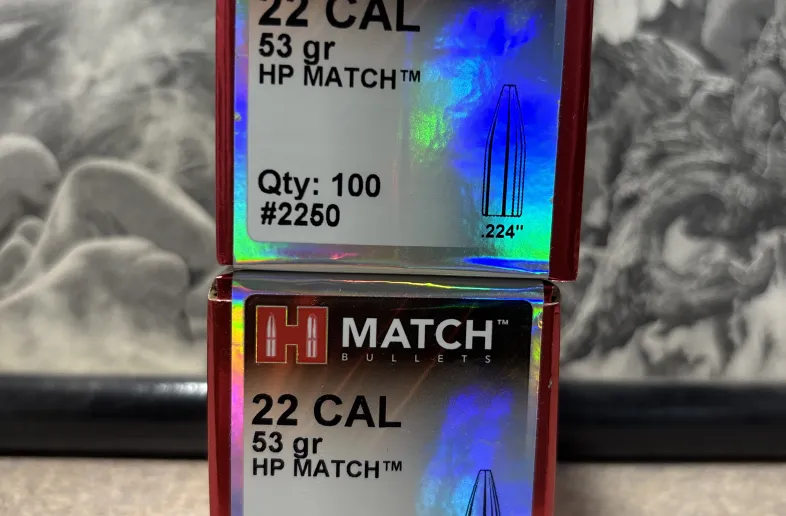 22 CAL
53 gr
HP MATCH™
Qty: 100
#2250
.224"
H MATCH™
BULLETS
22 CAL
53 gr
HP MATCH™